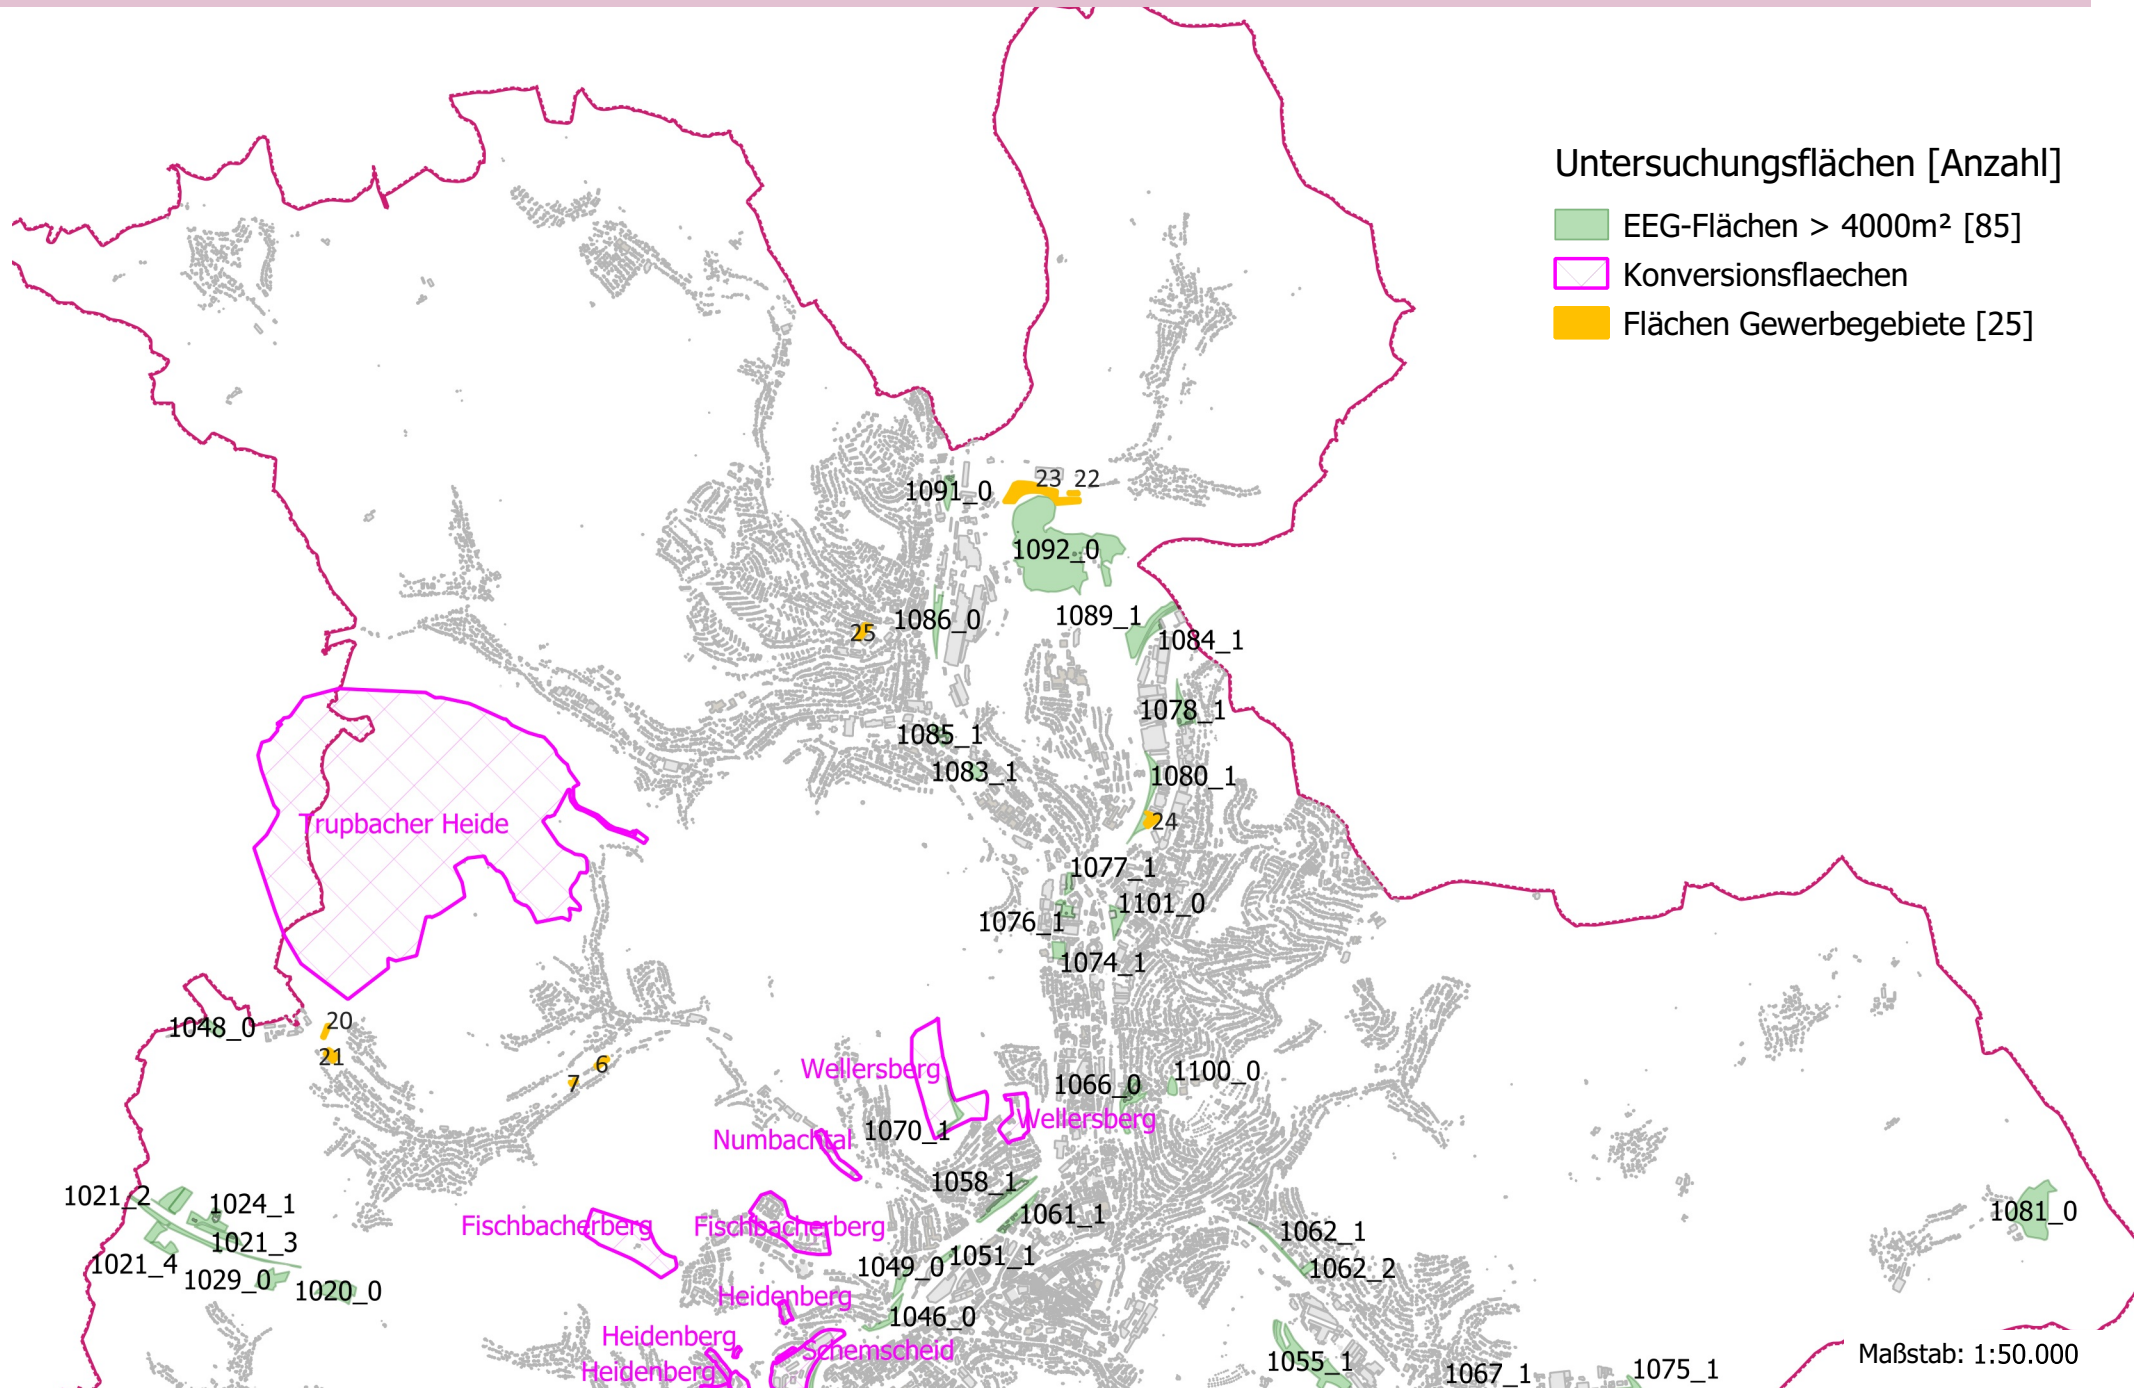 Untersuchungsflächen [Anzahl]
EEG-Flächen > 4000m² [85]
Konversionsflaechen
Flächen Gewerbegebiete [25]
23 22
1091_0
1092_0
1089_1
1086_0
25
1084_1
1078_1
1085_1
1083_1
1080_1
Trupbacher Heide
24
1077_1
1101_0
1076_1
1074_1
20
1048_0
21
6
7
Wellersberg
1066_0
1100_0
Wellersberg
1070_1
Numbachtal
1058_1
1021_2
1024_1
1061_1
1081_0
Fischbacherberg
Fischbacherberg
1062_1
1021_3
1051_1
1021_4
1049_0
1062_2
1029_0
1020_0
Heidenberg
1046_0
Heidenberg
Schemscheid
Maßstab: 1:50.000
1055_1
Heidenberg
1067_1
1075_1